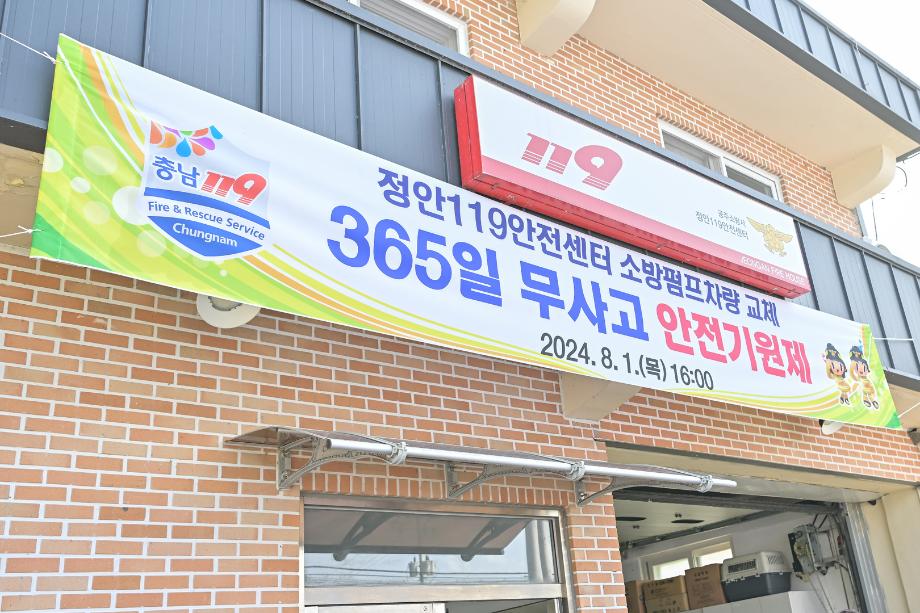 119
공주소방서
정안119안전센터
JEONGAN FIRE HOUSE
충남119
Fire & Rescue Service
Chungnam
정안119안전센터 소방펌프차량 교체
365일 무사고 안전기원제
2024. 8. 1.(목) 16:00